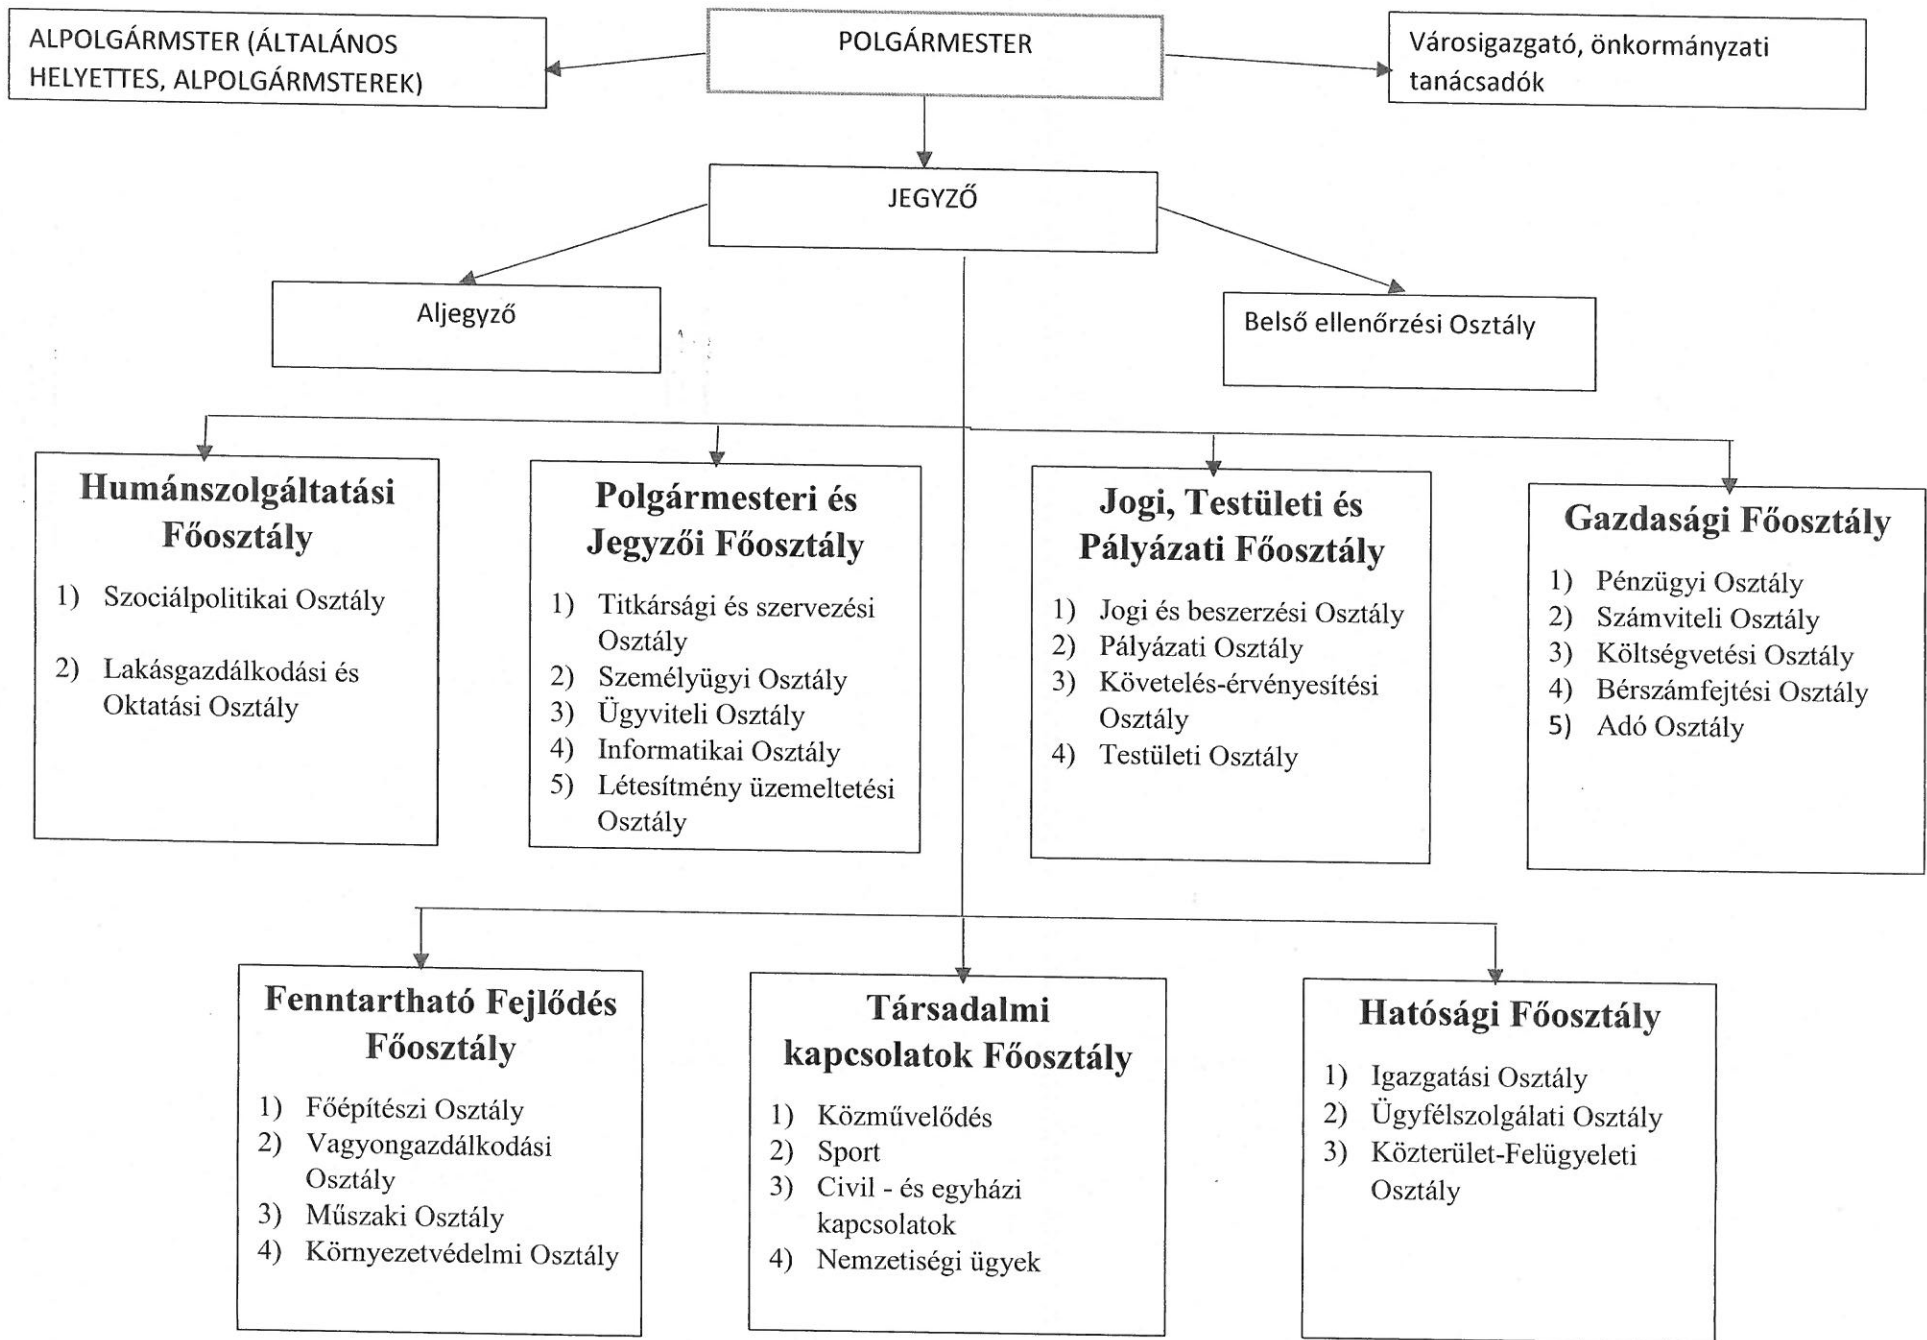 ALPOLGÁRMSTER (ÁLTALÁNOS
HELYETTES, ALPOLGÁRMSTEREK)
POLGÁRMESTER
Városigazgató, önkormányzati
tanácsadók
JEGYZŐ
Aljegyző
Belső ellenőrzési Osztály
Humánszolgáltatási
Főosztály
1) Szociálpolitikai Osztály
2) Lakásgazdálkodási és
Oktatási Osztály
Polgármesteri és
Jegyzői Főosztály
1) Titkársági és szervezési
Osztály
2) Személyügyi Osztály
3) Ügyviteli Osztály
4) Informatikai Osztály
5) Létesítmény üzemeltetési
Osztály
Jogi, Testületi és
Pályázati Főosztály
1) Jogi és beszerzési Osztály
2) Pályázati Osztály
3) Követelés-érvényesítési
Osztály
4) Testületi Osztály
Gazdasági Főosztály
1) Pénzügyi Osztály
2) Számviteli Osztály
3) Költségvetési Osztály
4) Bérszámfejtési Osztály
5) Adó Osztály
Fenntartható Fejlődés
Főosztály
1) Főépítészi Osztály
2) Vagyongazdálkodási
Osztály
3) Műszaki Osztály
4) Környezetvédelmi Osztály
Társadalmi
kapcsolatok Főosztály
1) Közművelődés
2) Sport
3) Civil - és egyházi
kapcsolatok
4) Nemzetiségi ügyek
Hatósági Főosztály
1) Igazgatási Osztály
2) Ügyfélszolgálati Osztály
3) Közterület-Felügyeleti
Osztály